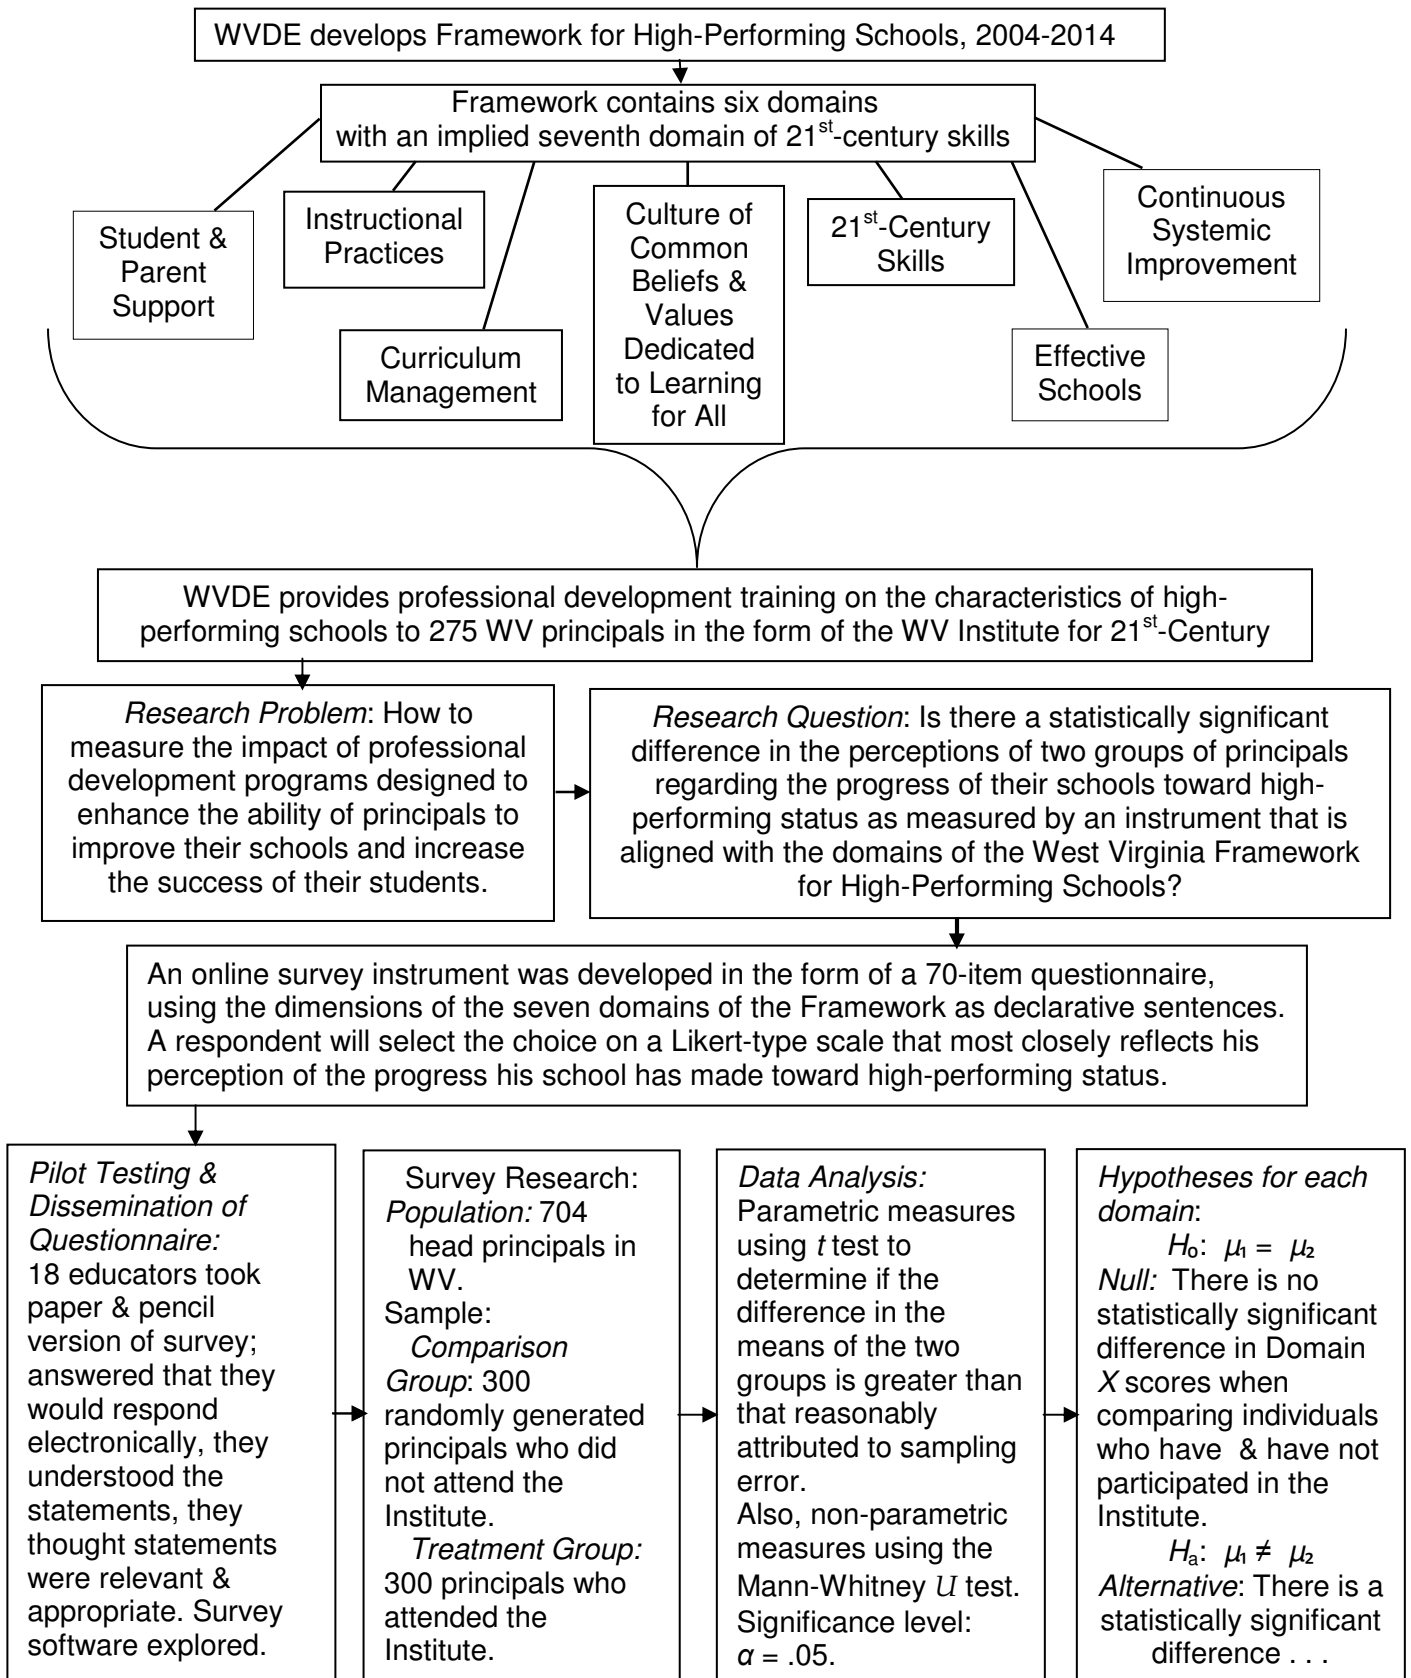 WVDE develops Framework for High-Performing Schools, 2004-2014
Framework contains six domains
with an implied seventh domain of 21st-century skills
Student &
Parent
Support
Instructional
Practices
Curriculum
Management
Culture of
Common
Beliefs &
Values
Dedicated
to Learning
for All
21st-Century
Skills
Effective
Schools
Continuous
Systemic
Improvement
WVDE provides professional development training on the characteristics of high-
performing schools to 275 WV principals in the form of the WV Institute for 21st-Century
Research Problem: How to
measure the impact of professional
development programs designed to
enhance the ability of principals to
improve their schools and increase
the success of their students.
Research Question: Is there a statistically significant
difference in the perceptions of two groups of principals
regarding the progress of their schools toward high-
performing status as measured by an instrument that is
aligned with the domains of the West Virginia Framework
for High-Performing Schools?
An online survey instrument was developed in the form of a 70-item questionnaire,
using the dimensions of the seven domains of the Framework as declarative sentences.
A respondent will select the choice on a Likert-type scale that most closely reflects his
perception of the progress his school has made toward high-performing status.
Pilot Testing &
Dissemination of
Questionnaire:
18 educators took
paper & pencil
version of survey;
answered that they
would respond
electronically, they
understood the
statements, they
thought statements
were relevant &
appropriate. Survey
software explored.
Survey Research:
Population: 704
head principals in
WV.
Sample:
Comparison
Group: 300
randomly generated
principals who did
not attend the
Institute.
Treatment Group:
300 principals who
attended the
Institute.
Data Analysis:
Parametric measures
using t test to
determine if the
difference in the
means of the two
groups is greater than
that reasonably
attributed to sampling
error.
Also, non-parametric
measures using the
Mann-Whitney U test.
Significance level:
α = .05.
Hypotheses for each
domain:
H₀: μ₁ = μ₂
Null: There is no
statistically significant
difference in Domain
X scores when
comparing individuals
who have & have not
participated in the
Institute.
Hₐ: μ₁ ≠ μ₂
Alternative: There is a
statistically significant
difference . . .